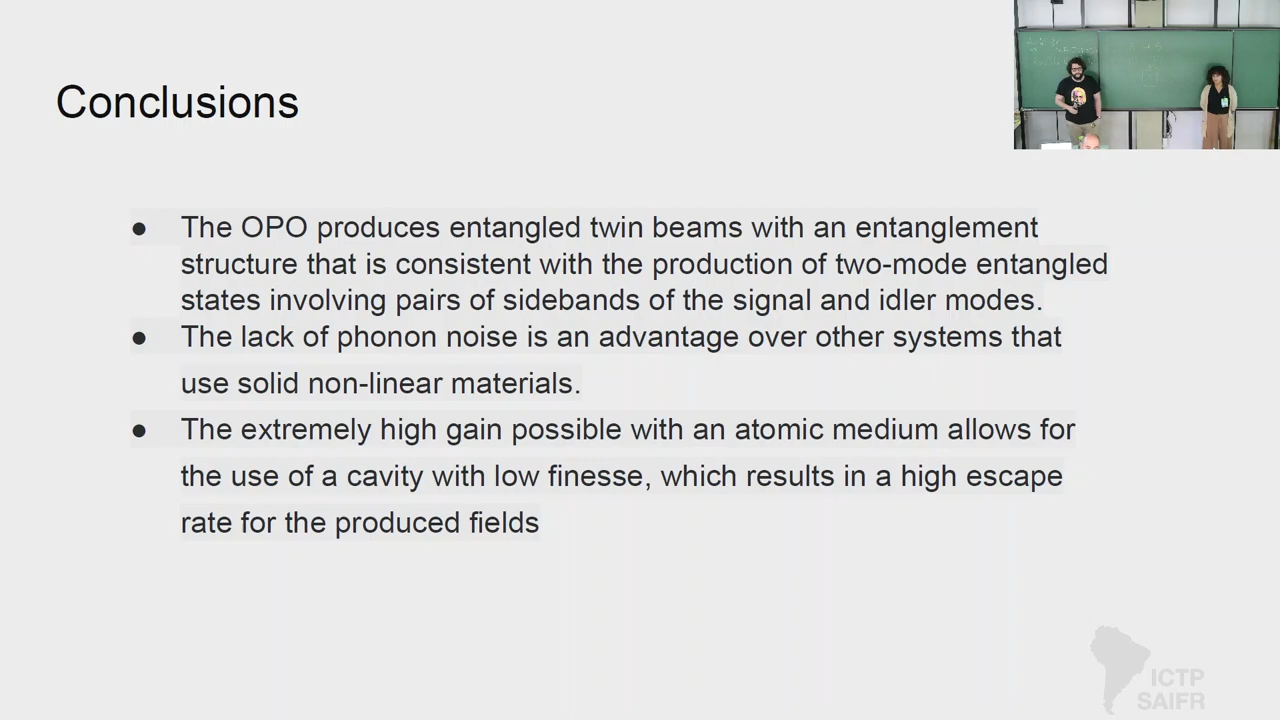 Conclusions
● The OPO produces entangled twin beams with an entanglement
structure that is consistent with the production of two-mode entangled
states involving pairs of sidebands of the signal and idler modes.
● The lack of phonon noise is an advantage over other systems that
use solid non-linear materials.
● The extremely high gain possible with an atomic medium allows for
the use of a cavity with low finesse, which results in a high escape
rate for the produced fields
ICTP
SAIFR